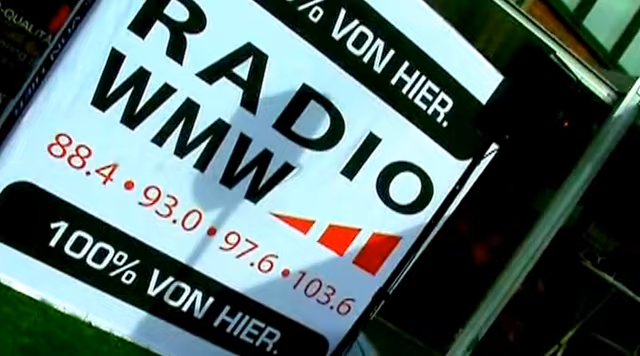 % VON HIER.
RADIO
WMW
88.4 • 93.0 • 97.6 • 103.6
100% VON HIER.